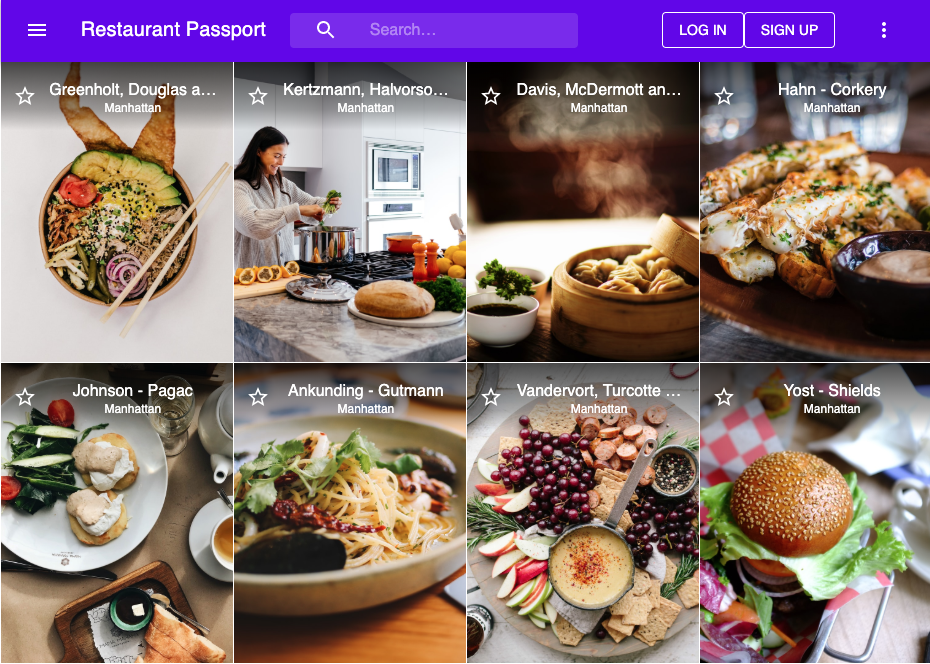 Restaurant Passport
Search...
LOG IN
SIGN UP
Greenholt, Douglas a...
Manhattan
Kertzmann, Halvorso...
Manhattan
Davis, McDermott an...
Manhattan
Hahn - Corkery
Manhattan
Johnson - Pagac
Manhattan
Ankunding - Gutmann
Manhattan
Vandervort, Turcotte ...
Manhattan
Yost - Shields
Manhattan